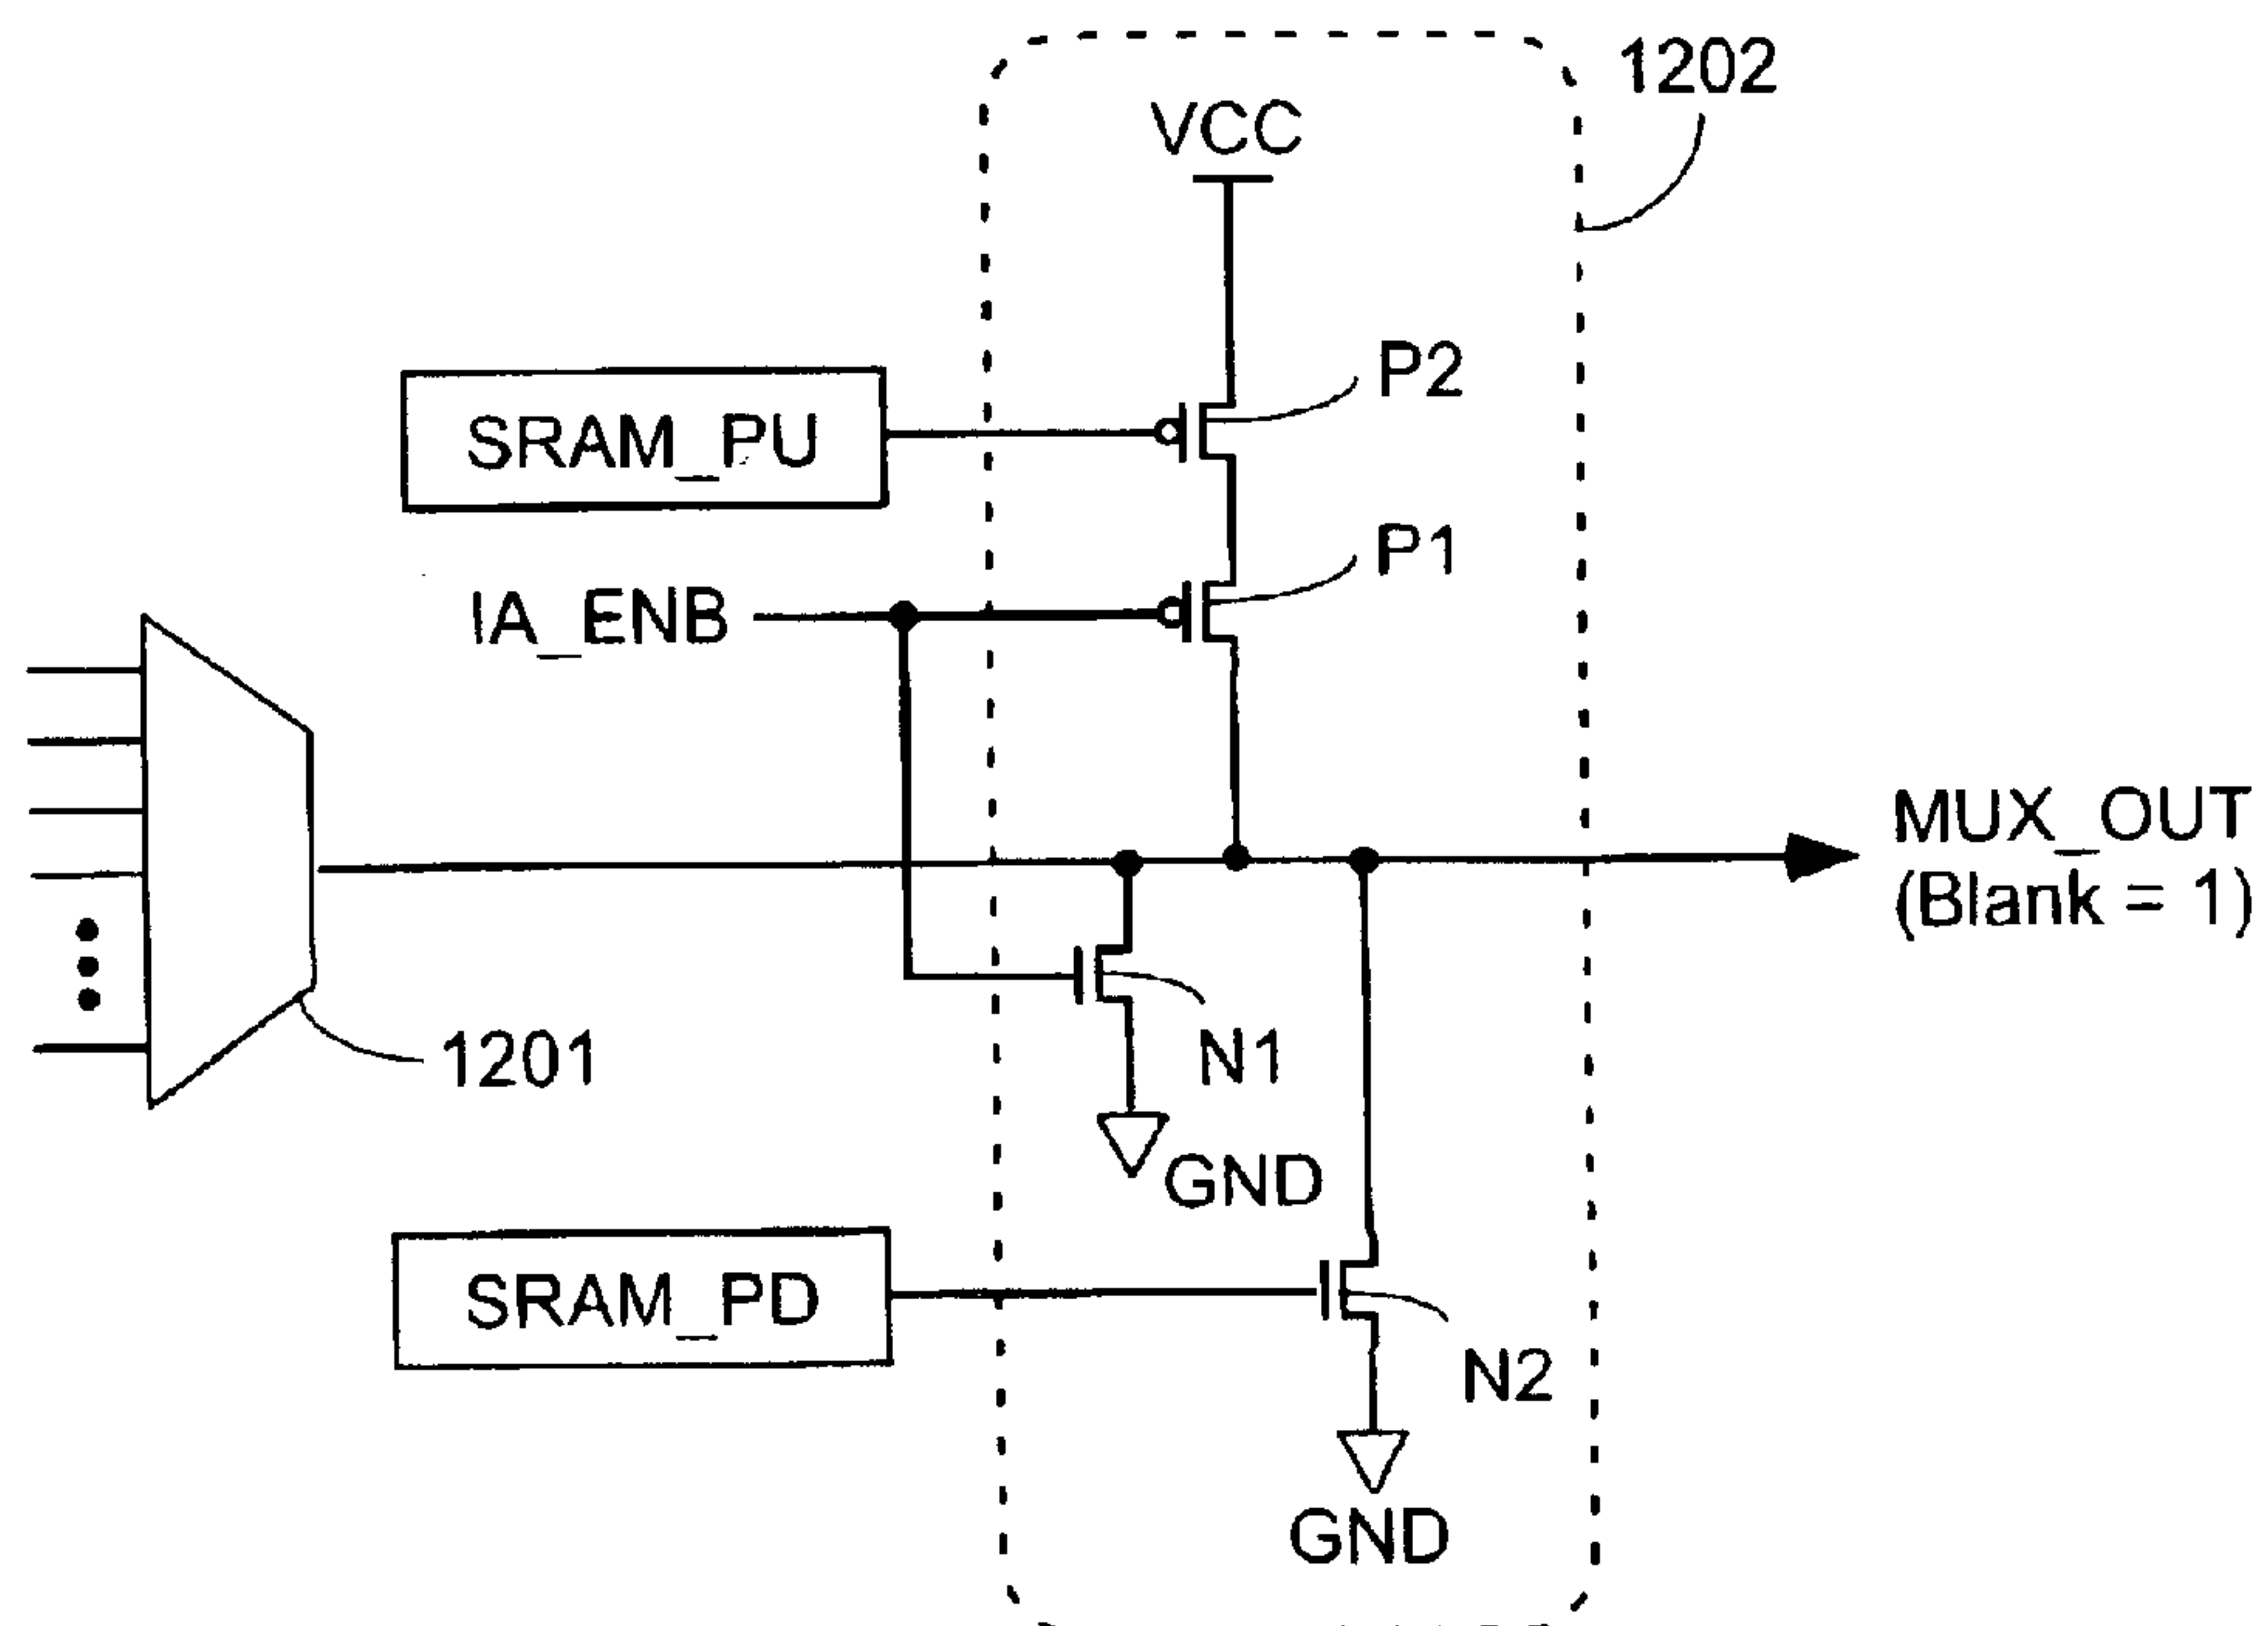 1202
VCC
P2
SRAM_PU
P1
IA_ENB
MUX_OUT
(Blank = 1)
1201
N1
GND
SRAM_PD
N2
GND